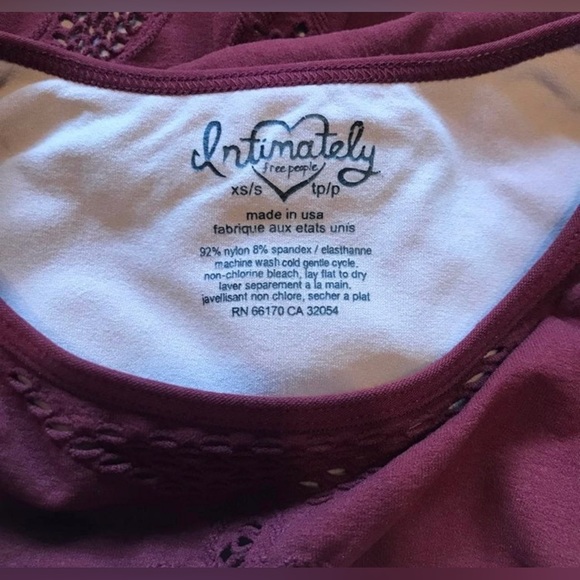 Intimately
free people
xs/s tp/p
made in usa
fabrique aux etats unis
92% nylon 8% spandex / elasthanne
machine wash cold gentle cycle.
non-chlorine bleach, lay flat to dry
laver separement a la main.
javellisant non chlore, secher a plat
RN 66170 CA 32054